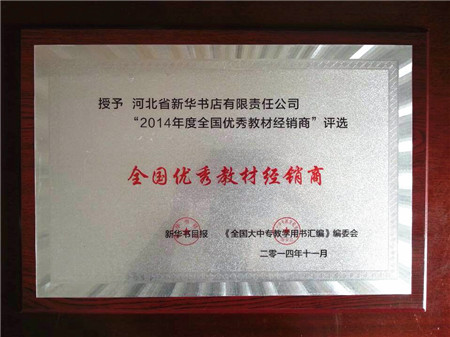 授予 河北省新华书店有限责任公司
“2014年度全国优秀教材经销商”评选
全国优秀教材经销商
新华书目报 《全国大中专教学用书汇编》编委会
二零一四年十一月